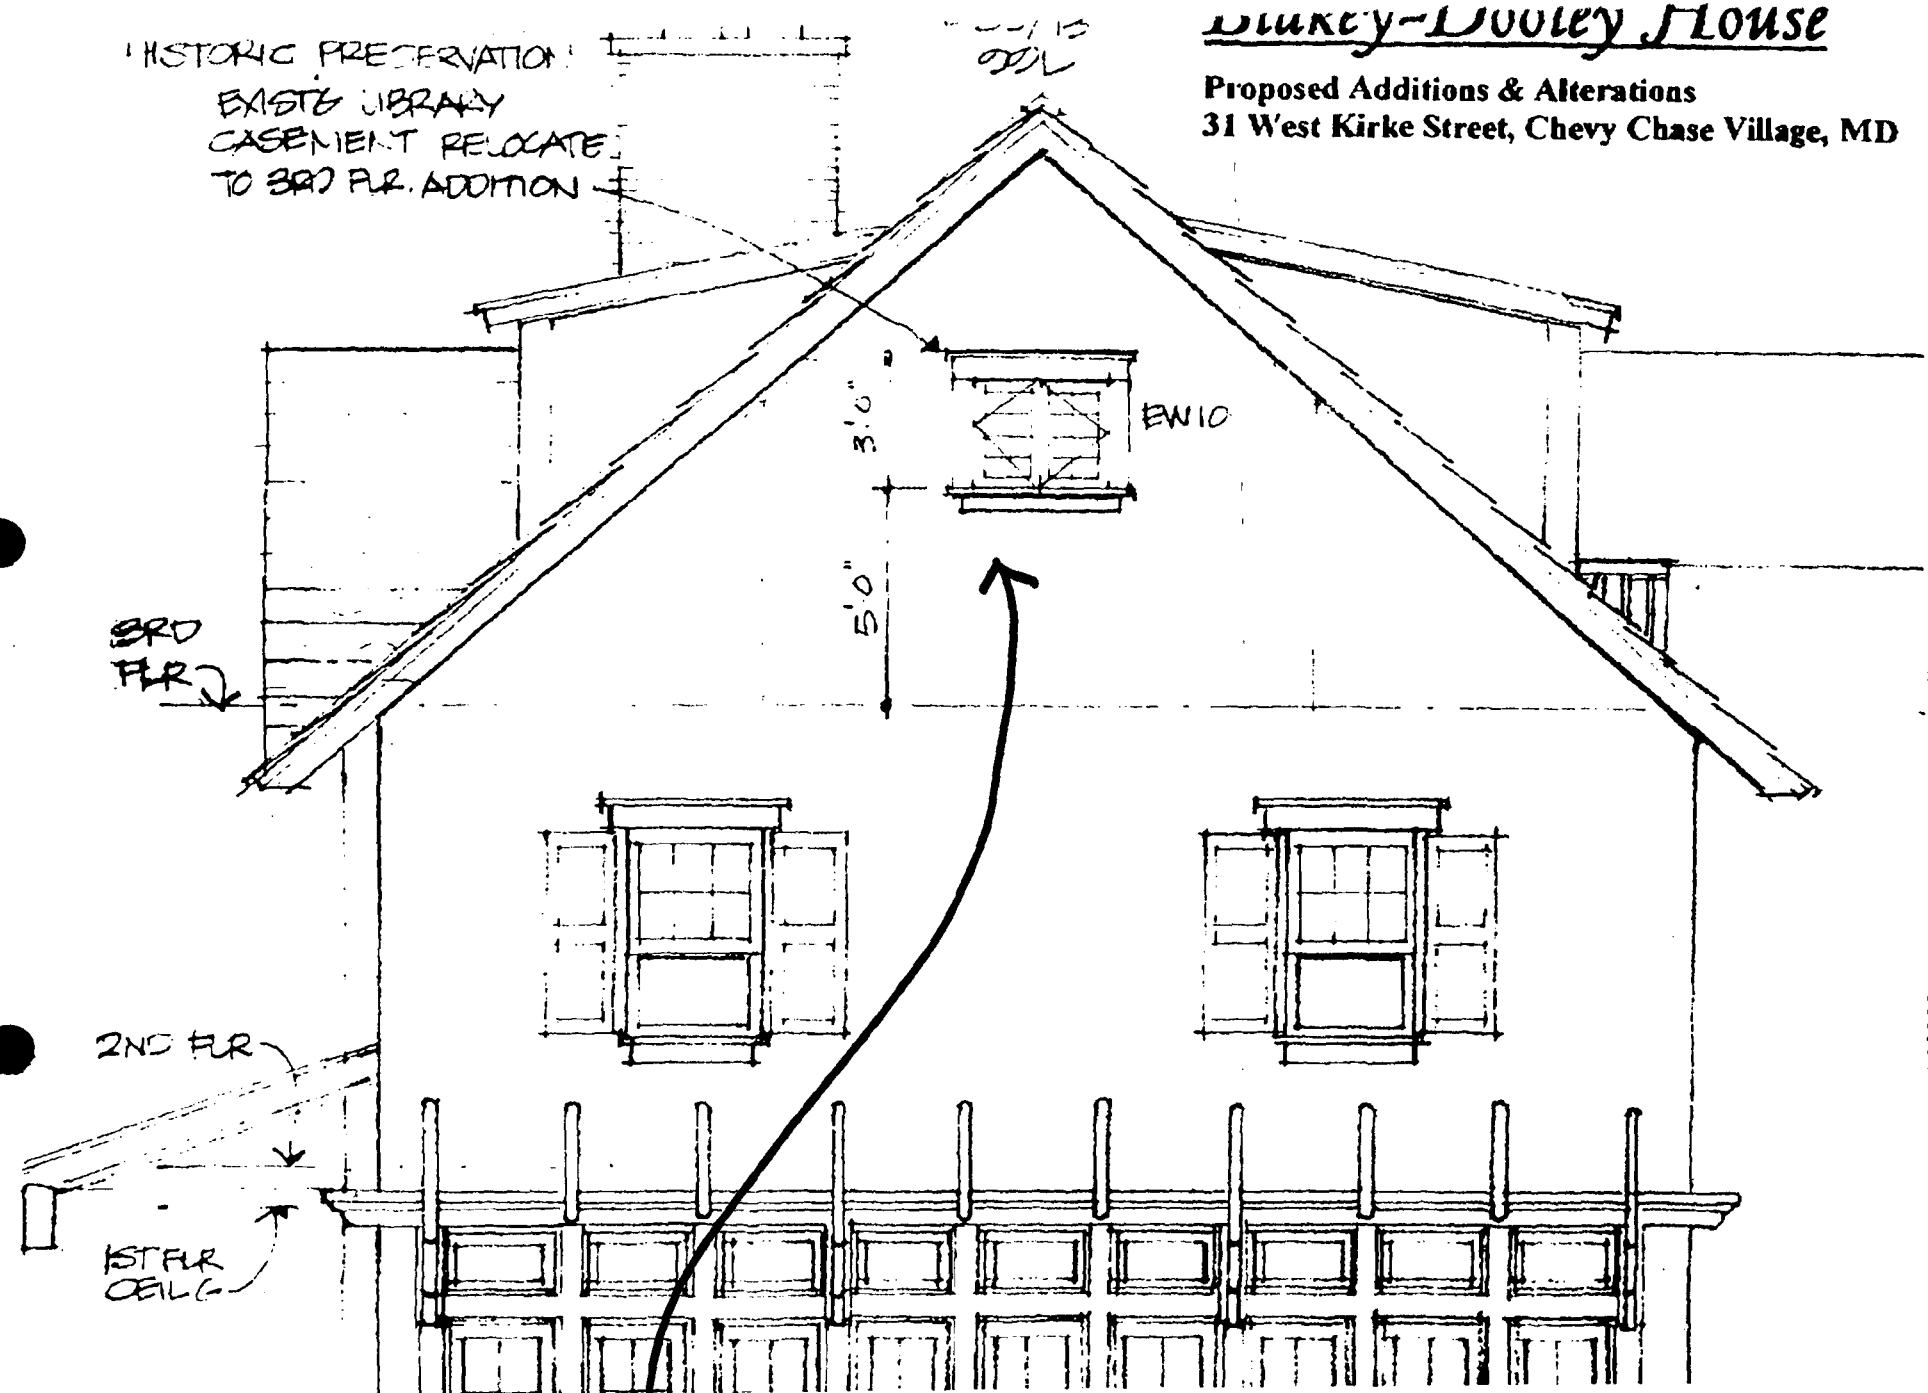 HISTORIC PRESERVATION
EXIST'G LIBRARY
CASEMENT RELOCATE
TO 3RD FLR. ADDITION
Blakey-Dooley House
Proposed Additions & Alterations
31 West Kirke Street, Chevy Chase Village, MD
3'0"
EW10
5'0"
3RD
FLR
2ND FLR
1ST FLR
CEIL'G